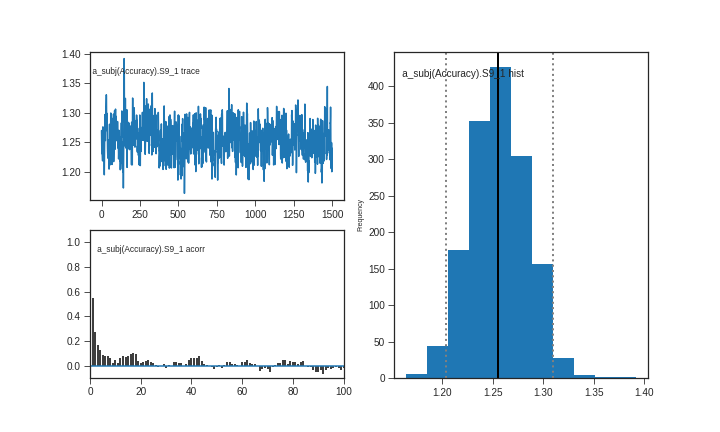 1.40
1.35
1.30
1.25
1.20
a_subj(Accuracy).S9_1 trace
0 250 500 750 1000 1250 1500
1.0
0.8
0.6
0.4
0.2
0.0
a_subj(Accuracy).S9_1 acorr
0 20 40 60 80 100
Frequency
400
350
300
250
200
150
100
50
0
a_subj(Accuracy).S9_1 hist
1.20 1.25 1.30 1.35 1.40